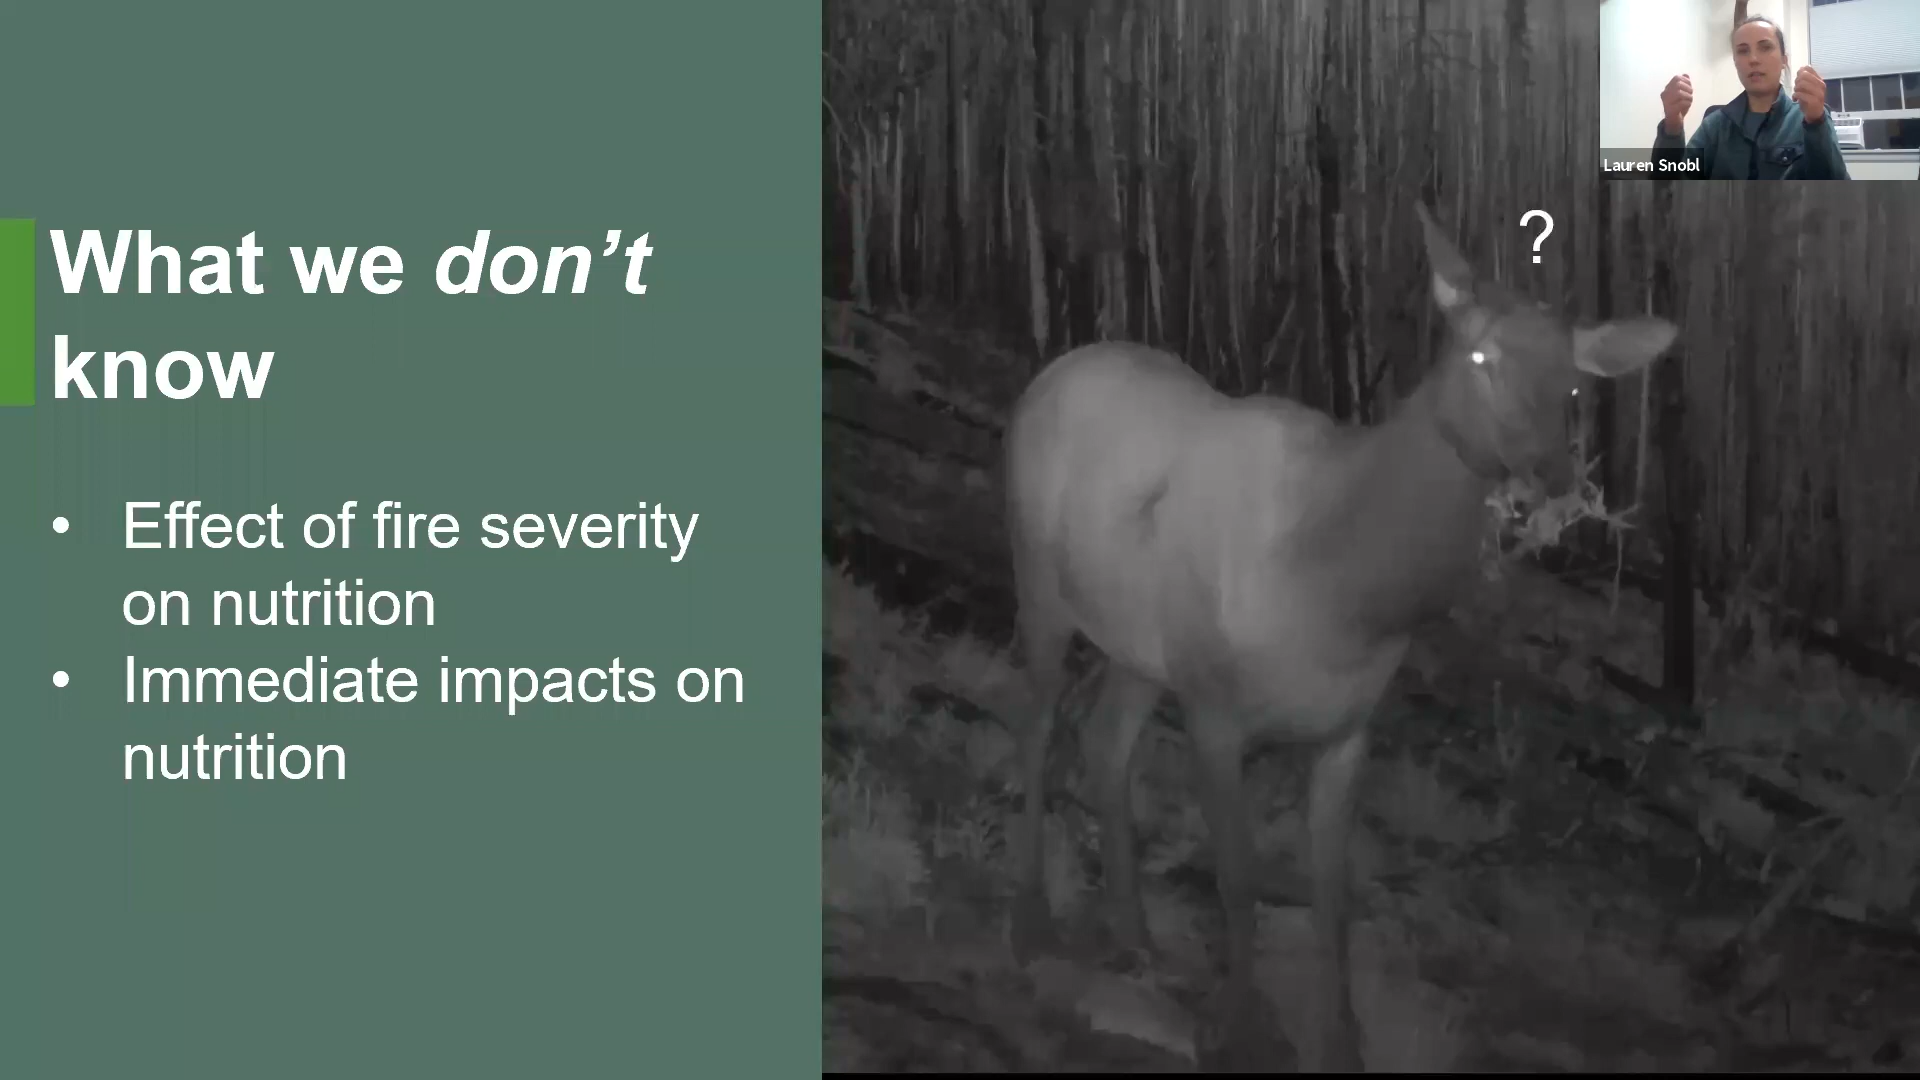 What we don’t
know
• Effect of fire severity
on nutrition
• Immediate impacts on
nutrition
?
Lauren Snobl